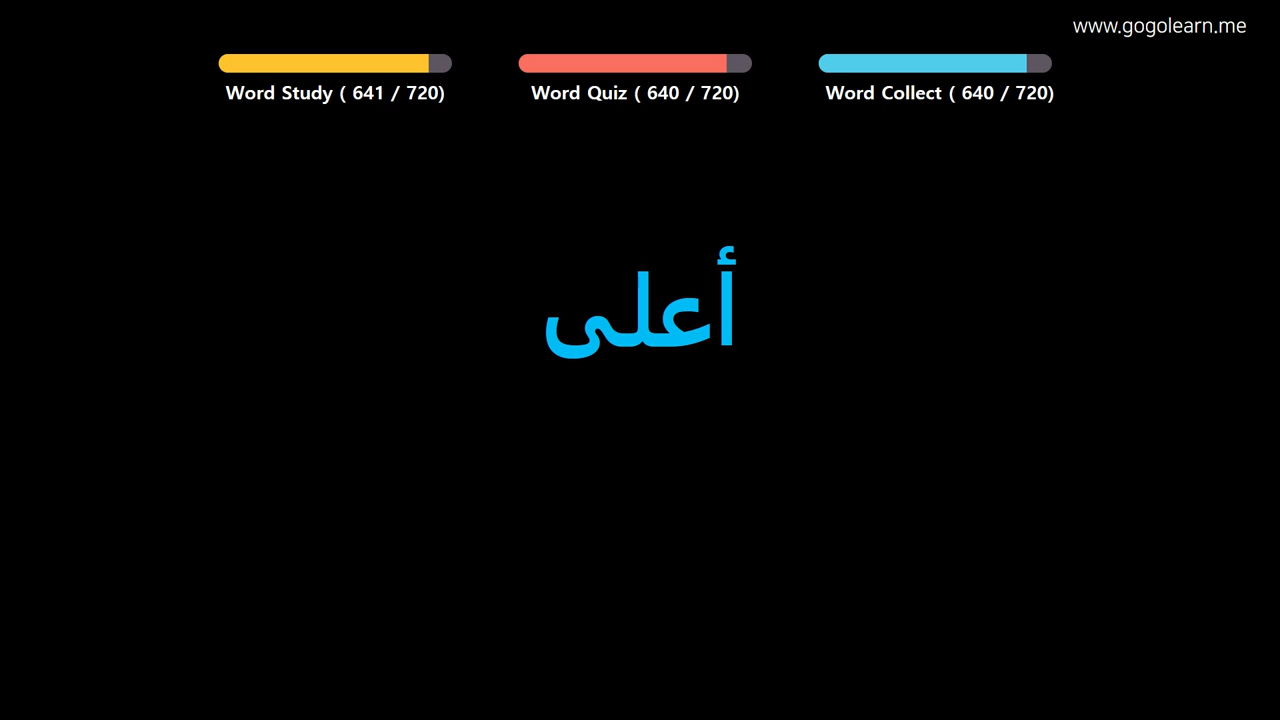 www.gogolearn.me
Word Study ( 641 / 720)
Word Quiz ( 640 / 720)
Word Collect ( 640 / 720)
أعلى